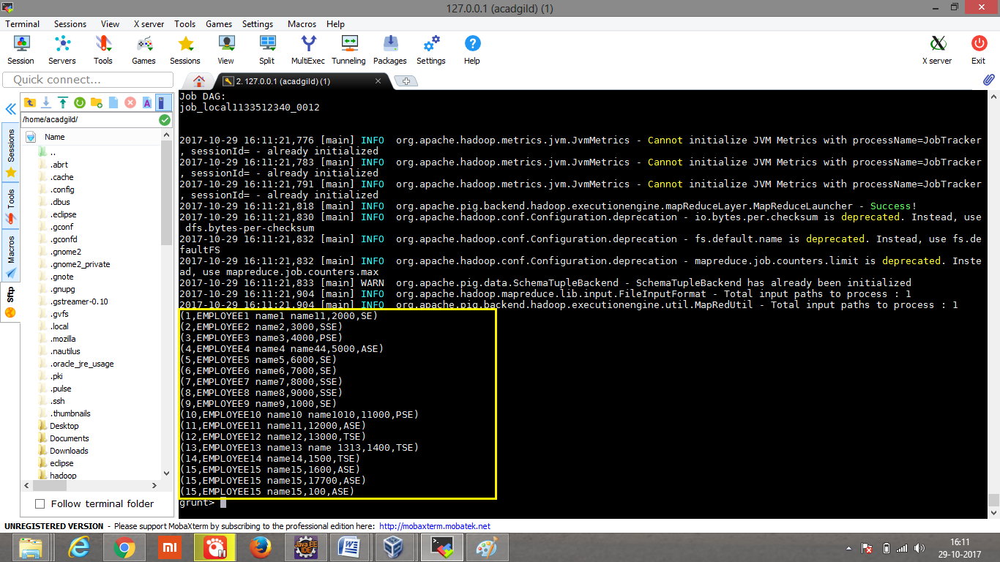 127.0.0.1 (acadgild) (1)
Terminal Sessions View X server Tools Games Settings Macros Help
Session Servers Tools Games Sessions View Split MultiExec Tunneling Packages Settings Help X server Exit
Quick connect...
2. 127.0.0.1 (acadgild) (1)
/home/acadgild/
Name
..
.abrt
.cache
.config
.dbus
.eclipse
.gconf
.gconfd
.gnome2
.gnome2_private
.gnote
.gnupg
.gstreamer-0.10
.gvfs
.local
.mozilla
.nautilus
.oracle_jre_usage
.pki
.pulse
.ssh
.thumbnails
Desktop
Documents
Downloads
eclipse
hadoop
Follow terminal folder
Sessions
Tools
Macros
Sftp
Job DAG:
job_local1133512340_0012
2017-10-29 16:11:21,776 [main] INFO  org.apache.hadoop.metrics.jvm.JvmMetrics - Cannot initialize JVM Metrics with processName=JobTracker
, sessionId= - already initialized
2017-10-29 16:11:21,783 [main] INFO  org.apache.hadoop.metrics.jvm.JvmMetrics - Cannot initialize JVM Metrics with processName=JobTracker
, sessionId= - already initialized
2017-10-29 16:11:21,791 [main] INFO  org.apache.hadoop.metrics.jvm.JvmMetrics - Cannot initialize JVM Metrics with processName=JobTracker
, sessionId= - already initialized
2017-10-29 16:11:21,818 [main] INFO  org.apache.pig.backend.hadoop.executionengine.mapReduceLayer.MapReduceLauncher - Success!
2017-10-29 16:11:21,830 [main] INFO  org.apache.hadoop.conf.Configuration.deprecation - io.bytes.per.checksum is deprecated. Instead, use
 dfs.bytes-per-checksum
2017-10-29 16:11:21,832 [main] INFO  org.apache.hadoop.conf.Configuration.deprecation - fs.default.name is deprecated. Instead, use fs.de
faultFS
2017-10-29 16:11:21,832 [main] INFO  org.apache.hadoop.conf.Configuration.deprecation - mapreduce.job.counters.limit is deprecated. Inste
ad, use mapreduce.job.counters.max
2017-10-29 16:11:21,833 [main] WARN  org.apache.pig.data.SchemaTupleBackend - SchemaTupleBackend has already been initialized
2017-10-29 16:11:21,904 [main] INFO  org.apache.hadoop.mapreduce.lib.input.FileInputFormat - Total input paths to process : 1
2017-10-29 16:11:21,904 [main] INFO  org.apache.pig.backend.hadoop.executionengine.util.MapRedUtil - Total input paths to process : 1
(1,EMPLOYEE1 name1 name11,2000,SE)
(2,EMPLOYEE2 name2,3000,SSE)
(3,EMPLOYEE3 name3,4000,PSE)
(4,EMPLOYEE4 name4 name44,5000,ASE)
(5,EMPLOYEE5 name5,6000,SE)
(6,EMPLOYEE6 name6,7000,SE)
(7,EMPLOYEE7 name7,8000,SSE)
(8,EMPLOYEE8 name8,9000,SSE)
(9,EMPLOYEE9 name9,1000,SE)
(10,EMPLOYEE10 name10 name1010,11000,PSE)
(11,EMPLOYEE11 name11,12000,ASE)
(12,EMPLOYEE12 name12,13000,TSE)
(13,EMPLOYEE13 name13 name 1313,1400,TSE)
(14,EMPLOYEE14 name14,1500,TSE)
(15,EMPLOYEE15 name15,1600,ASE)
(15,EMPLOYEE15 name15,17700,ASE)
(15,EMPLOYEE15 name15,100,ASE)
grunt>
UNREGISTERED VERSION - Please support MobaXterm by subscribing to the professional edition here: http://mobaxterm.mobatek.net
mi
Java EE
IDE
16:11
29-10-2017